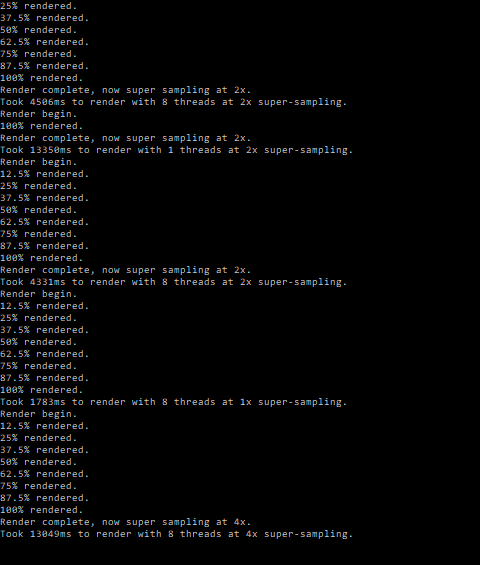 25% rendered.
37.5% rendered.
50% rendered.
62.5% rendered.
75% rendered.
87.5% rendered.
100% rendered.
Render complete, now super sampling at 2x.
Took 4506ms to render with 8 threads at 2x super-sampling.
Render begin.
100% rendered.
Render complete, now super sampling at 2x.
Took 13350ms to render with 1 threads at 2x super-sampling.
Render begin.
12.5% rendered.
25% rendered.
37.5% rendered.
50% rendered.
62.5% rendered.
75% rendered.
87.5% rendered.
100% rendered.
Render complete, now super sampling at 2x.
Took 4331ms to render with 8 threads at 2x super-sampling.
Render begin.
12.5% rendered.
25% rendered.
37.5% rendered.
50% rendered.
62.5% rendered.
75% rendered.
87.5% rendered.
100% rendered.
Took 1783ms to render with 8 threads at 1x super-sampling.
Render begin.
12.5% rendered.
25% rendered.
37.5% rendered.
50% rendered.
62.5% rendered.
75% rendered.
87.5% rendered.
100% rendered.
Render complete, now super sampling at 4x.
Took 13049ms to render with 8 threads at 4x super-sampling.